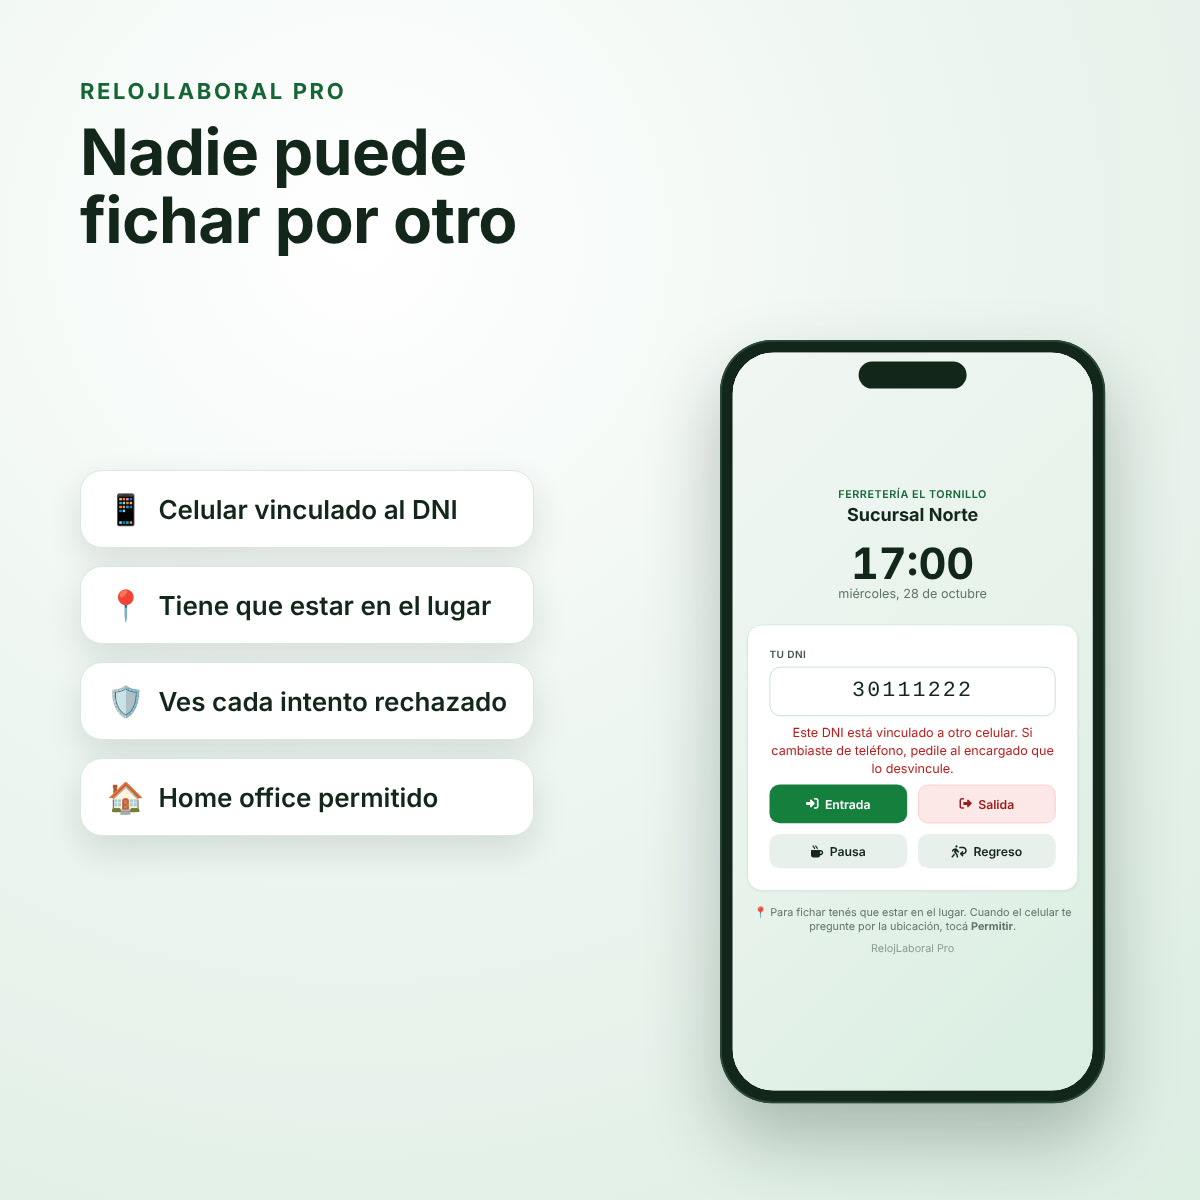 RELOJLABORAL PRO
Nadie puede
fichar por otro
Celular vinculado al DNI
Tiene que estar en el lugar
Ves cada intento rechazado
Home office permitido
FERRETERÍA EL TORNILLO
Sucursal Norte
17:00
miércoles, 28 de octubre
TU DNI
30111222
Este DNI está vinculado a otro celular. Si
cambiaste de teléfono, pedile al encargado que
lo desvincule.
Entrada
Salida
Pausa
Regreso
Para fichar tenés que estar en el lugar. Cuando el celular te
pregunte por la ubicación, tocá Permitir.
RelojLaboral Pro